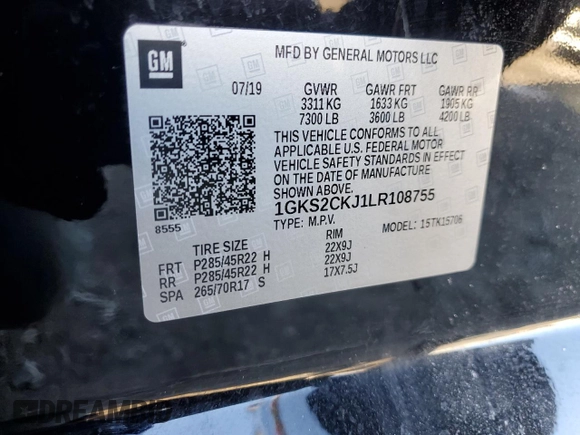 GM
MFD BY GENERAL MOTORS LLC
07/19 GVWR GAWR FRT GAWR RR
3311 KG 1633 KG 1905 KG
7300 LB 3600 LB 4200 LB
THIS VEHICLE CONFORMS TO ALL
APPLICABLE U.S. FEDERAL MOTOR
VEHICLE SAFETY STANDARDS IN EFFECT
ON THE DATE OF MANUFACTURE
SHOWN ABOVE.
1GKS2CKJ1LR108755
8555
TYPE: M.P.V. MODEL: 15TK15706
TIRE SIZE RIM
FRT P285/45R22 H 22X9J
RR P285/45R22 H 22X9J
SPA 265/70R17 S 17X7.5J
DREAMBID